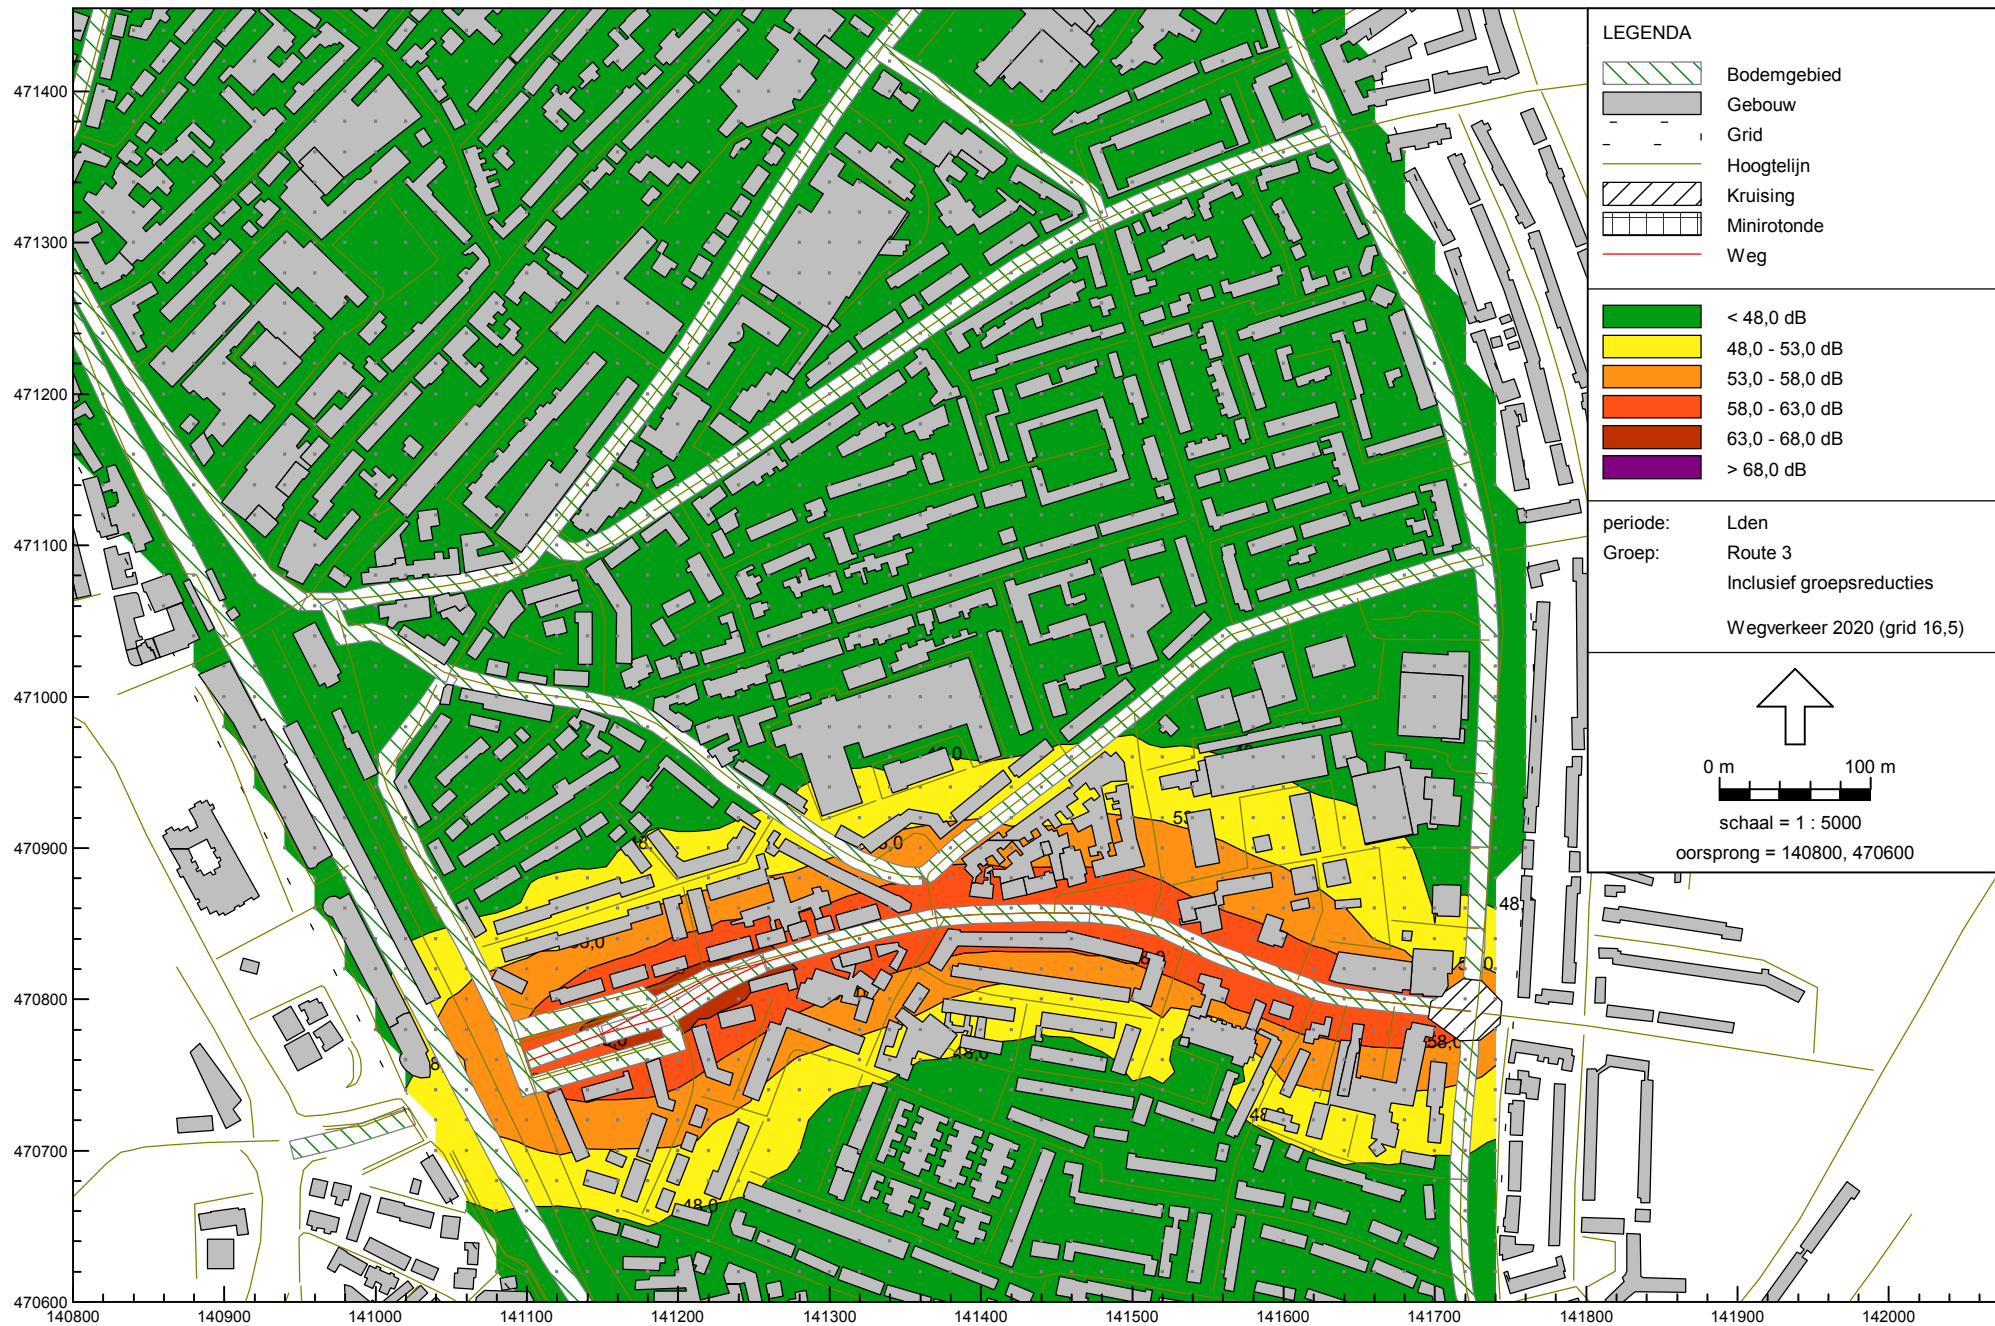 LEGENDA
Bodemgebied
Gebouw
Grid
Hoogtelijn
Kruising
Minirotonde
Weg
< 48,0 dB
48,0 - 53,0 dB
53,0 - 58,0 dB
58,0 - 63,0 dB
63,0 - 68,0 dB
> 68,0 dB
periode: Lden
Groep: Route 3
Inclusief groepsreducties
Wegverkeer 2020 (grid 16,5)
0 m 100 m
schaal = 1 : 5000
oorsprong = 140800, 470600
471400
471300
471200
471100
471000
470900
470800
470700
470600
48,0
58,0
48,0
48,0
140800 140900 141000 141100 141200 141300 141400 141500 141600 141700 141800 141900 142000